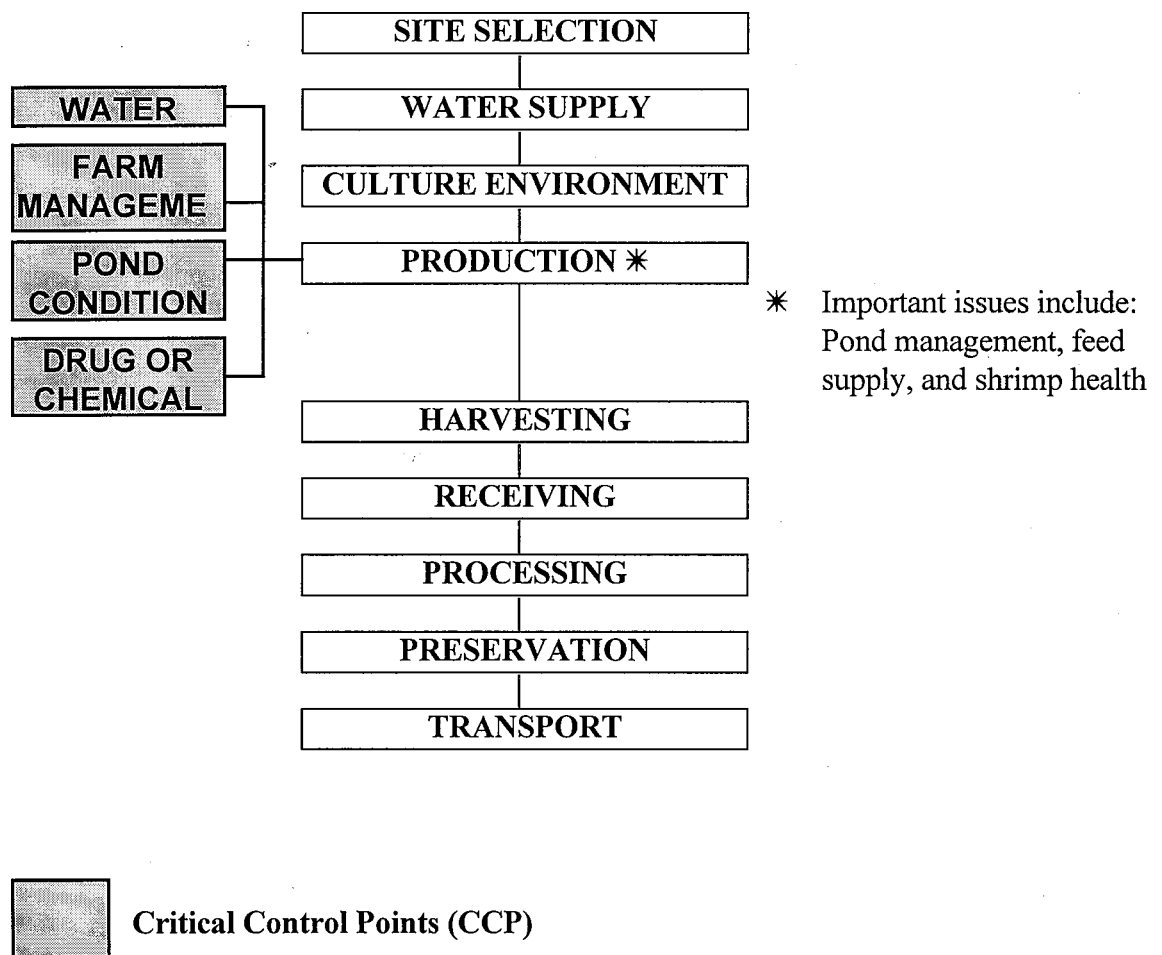 SITE SELECTION
WATER SUPPLY
CULTURE ENVIRONMENT
PRODUCTION *
HARVESTING
RECEIVING
PROCESSING
PRESERVATION
TRANSPORT
WATER
FARM
MANAGEME
POND
CONDITION
DRUG OR
CHEMICAL
* Important issues include:
Pond management, feed
supply, and shrimp health
Critical Control Points (CCP)